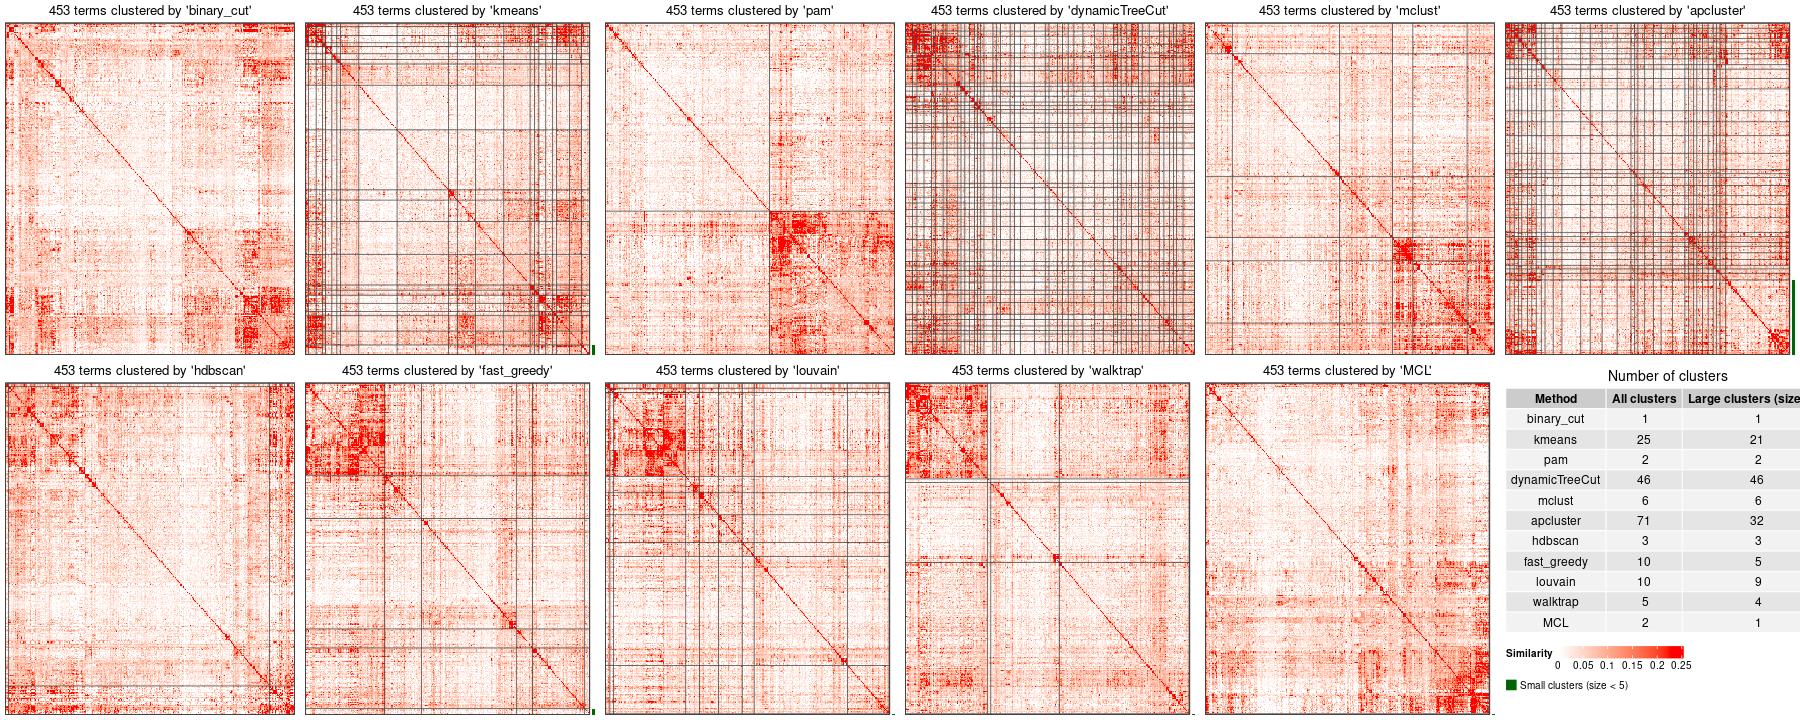 453 terms clustered by 'binary_cut'
453 terms clustered by 'kmeans'
453 terms clustered by 'pam'
453 terms clustered by 'dynamicTreeCut'
453 terms clustered by 'mclust'
453 terms clustered by 'apcluster'
453 terms clustered by 'hdbscan'
453 terms clustered by 'fast_greedy'
453 terms clustered by 'louvain'
453 terms clustered by 'walktrap'
453 terms clustered by 'MCL'
Number of clusters
Method All clusters Large clusters (size
binary_cut 1 1
kmeans 25 21
pam 2 2
dynamicTreeCut 46 46
mclust 6 6
apcluster 71 32
hdbscan 3 3
fast_greedy 10 5
louvain 10 9
walktrap 5 4
MCL 2 1
Similarity
0 0.05 0.1 0.15 0.2 0.25
Small clusters (size < 5)